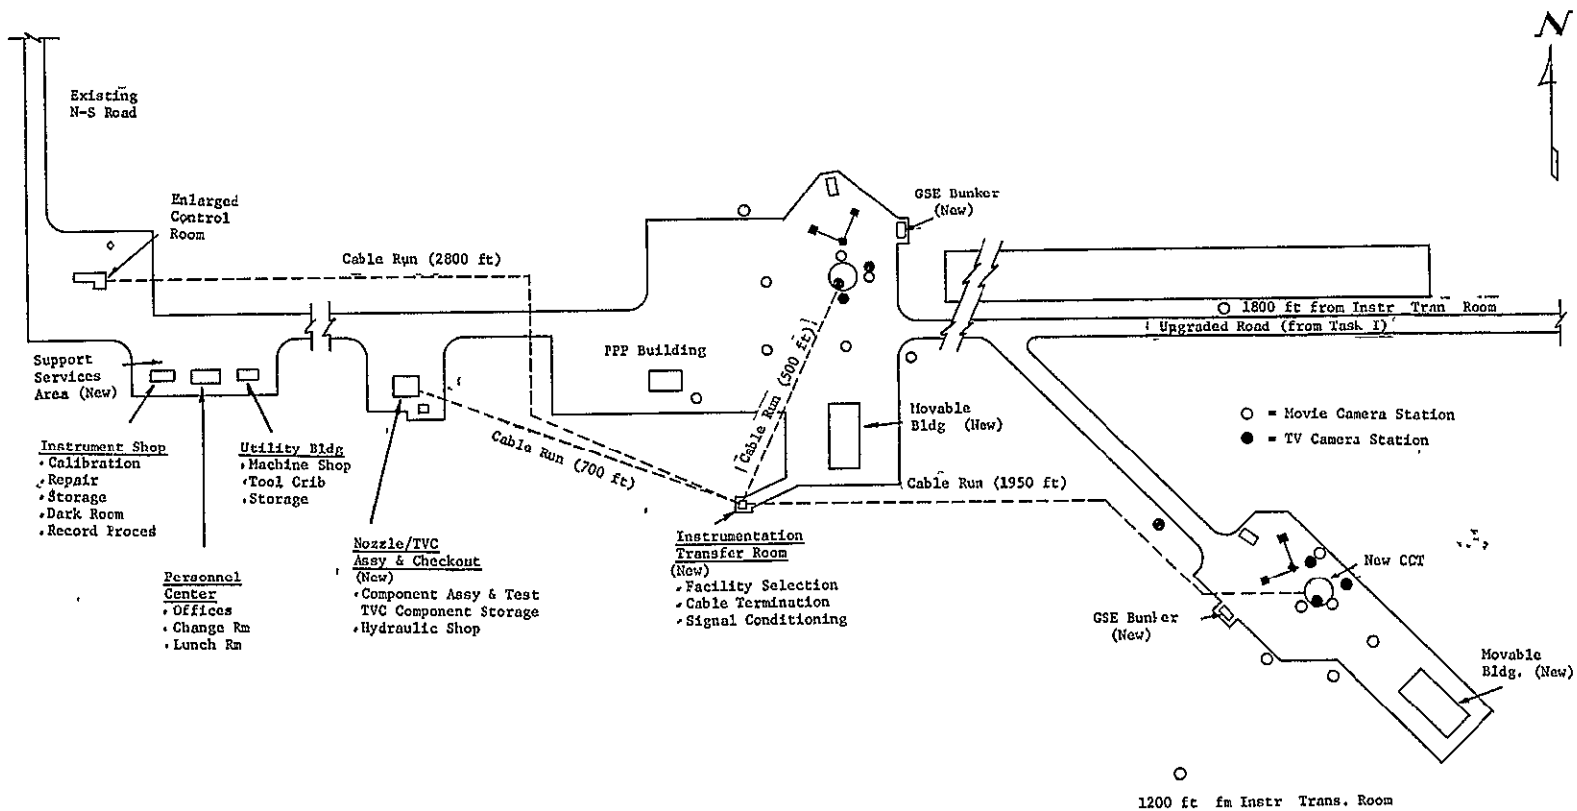 N
Existing
N-S Road
Enlarged
Control
Room
GSE Bunker
(New)
Cable Run (2800 ft)
1800 ft from Instr Tran Room
Upgraded Road (from Task I)
Support
Services
Area (New)
PPP Building
Cable Run (500 ft)
Movable
Bldg (New)
= Movie Camera Station
= TV Camera Station
Instrument Shop
• Calibration
• Repair
• Storage
• Dark Room
• Record Proces
Utility Bldg
• Machine Shop
• Tool Crib
• Storage
Cable Run (700 ft)
Cable Run (1950 ft)
Personnel
Center
• Offices
• Change Rm
• Lunch Rm
Nozzle/TVC
Assy & Checkout
(New)
• Component Assy & Test
TVC Component Storage
• Hydraulic Shop
Instrumentation
Transfer Room
(New)
• Facility Selection
• Cable Termination
• Signal Conditioning
New CCT
GSE Bunker
(New)
Movable
Bldg. (New)
1200 ft fm Instr Trans. Room